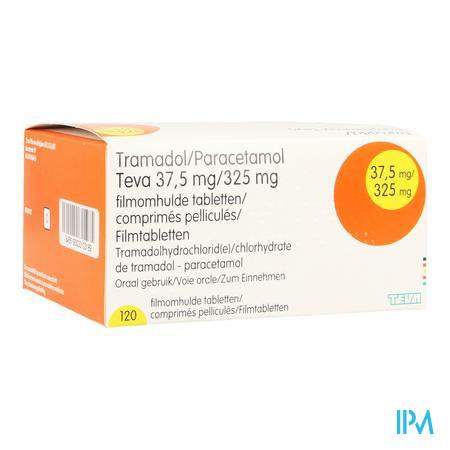 Tramadol/Paracetamol
Teva 37,5 mg/325 mg
filmomhulde tabletten/
comprimés pelliculés/
Filmtabletten
Tramadolhydrochlorid(e)/chlorhydrate
de tramadol - paracetamol
Oraal gebruik/Voie orale/Zum Einnehmen
120
filmomhulde tabletten/
comprimés pelliculés/Filmtabletten
37,5 mg/
325 mg
TEVA
IPM